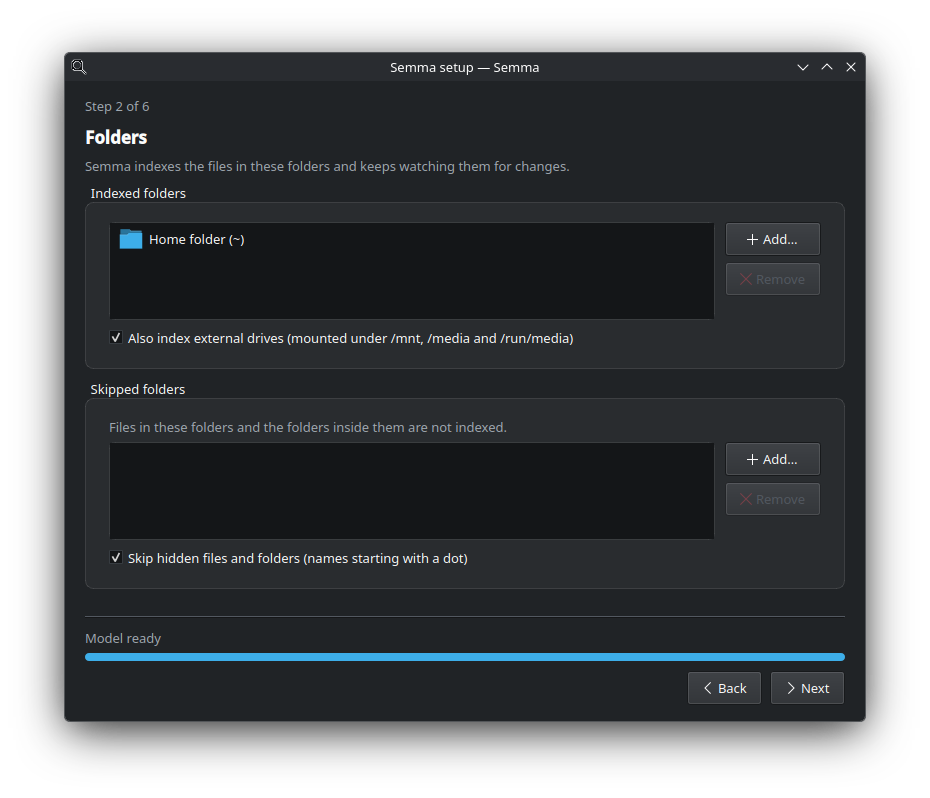 Semma setup — Semma
Step 2 of 6
Folders
Semma indexes the files in these folders and keeps watching them for changes.
Indexed folders
Home folder (~)
Add...
Remove
Also index external drives (mounted under /mnt, /media and /run/media)
Skipped folders
Files in these folders and the folders inside them are not indexed.
Add...
Remove
Skip hidden files and folders (names starting with a dot)
Model ready
Back
Next